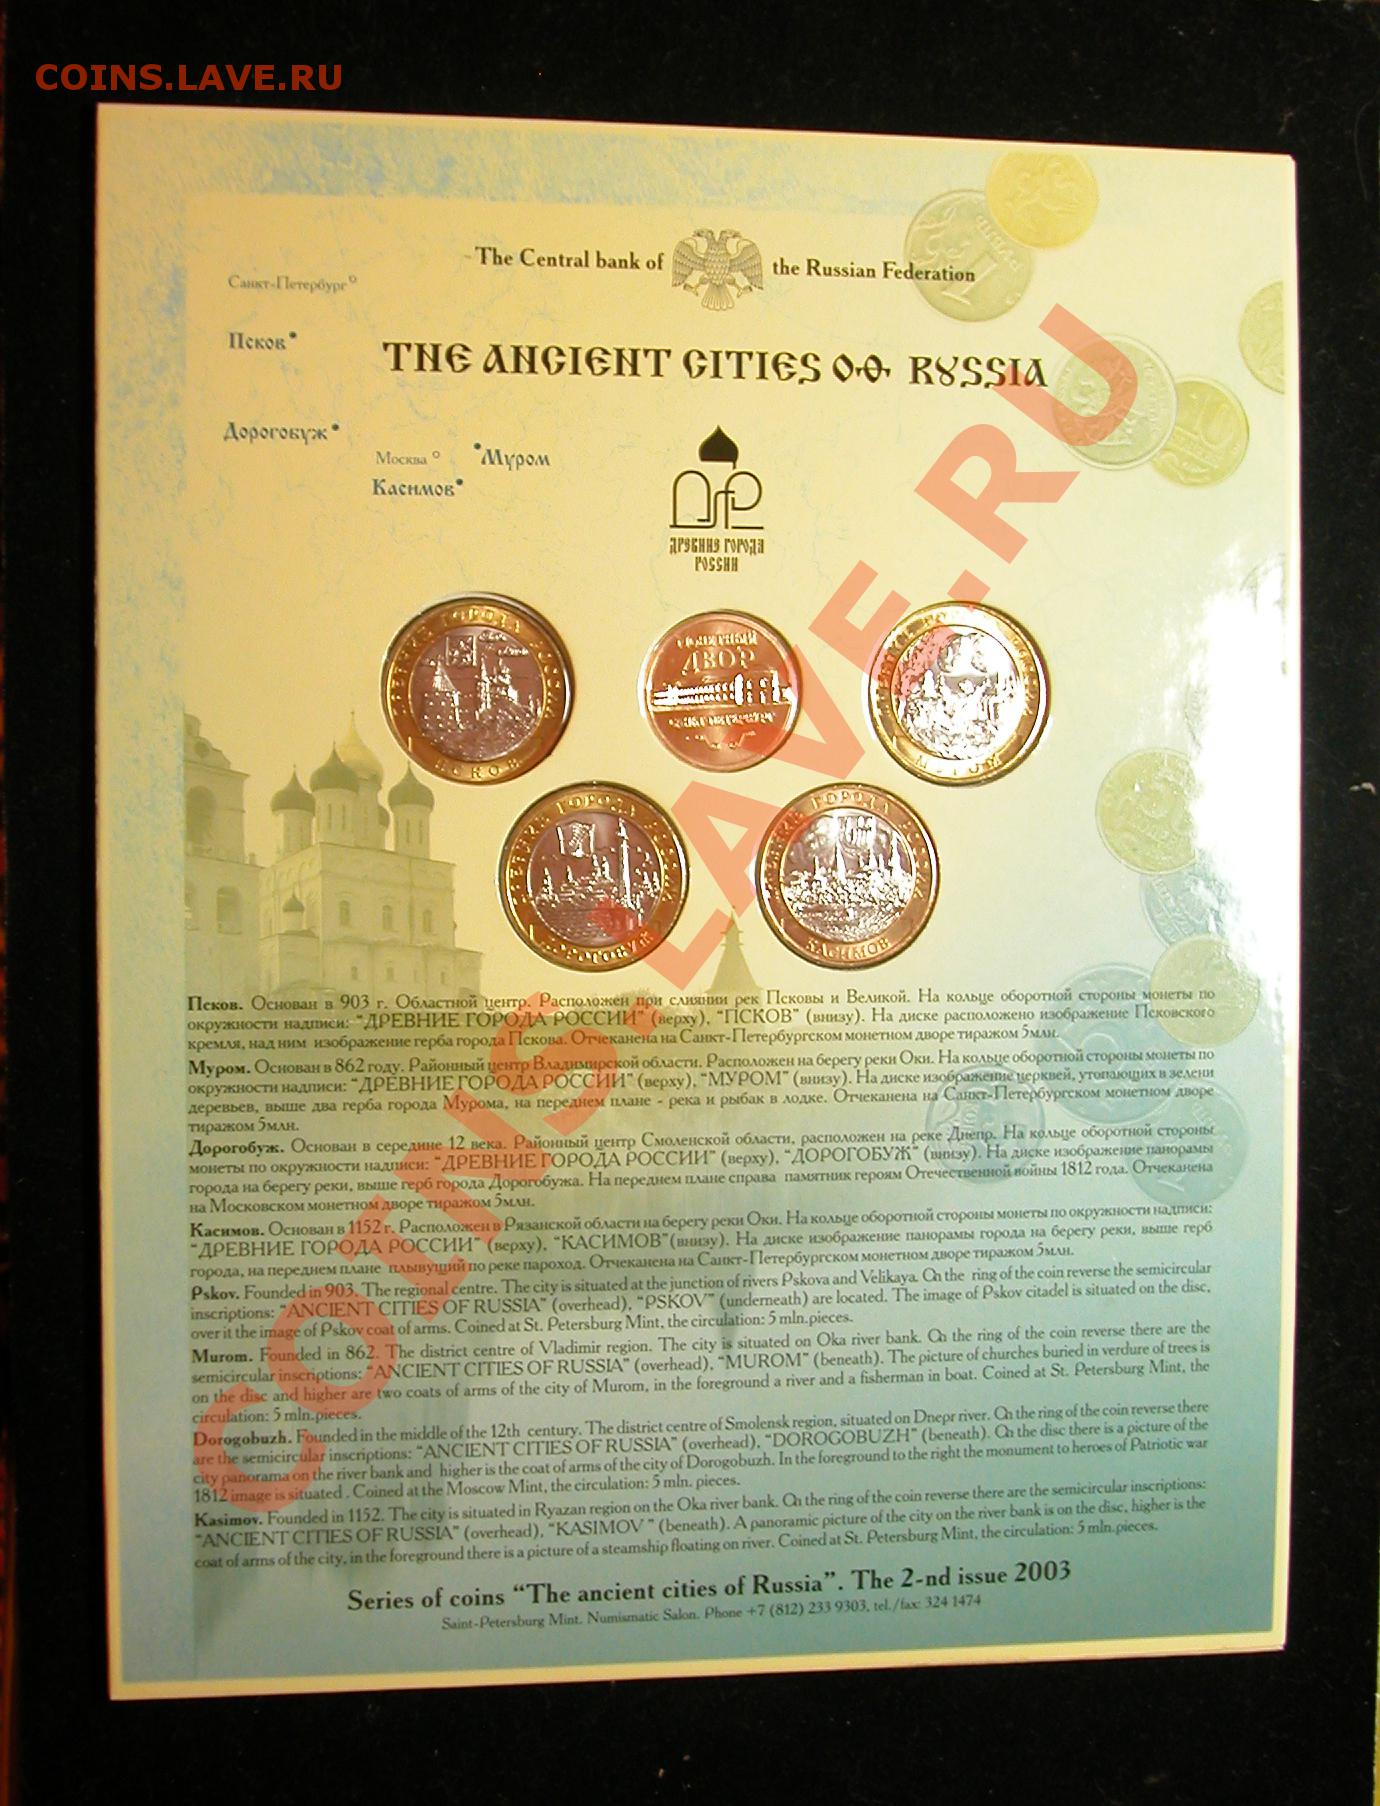 COINS.LAVE.RU
The Central bank of the Russian Federation
Санкт-Петербург
Псков
THE ANCIENT CITIES OF RUSSIA
Дорогобуж
Москва
Муром
Касимов
ДРЕВНИЕ ГОРОДА
РОССИИ
ДРЕВНИЕ ГОРОДА РОССИИ
ПСКОВ
МОНЕТНЫЙ
ДВОР
САНКТ-ПЕТЕРБУРГ
МУРОМ
ДРЕВНИЕ ГОРОДА РОССИИ
ДОРОГОБУЖ
ДРЕВНИЕ ГОРОДА РОССИИ
КАСИМОВ
Псков. Основан в 903 г. Областной центр. Расположен при слиянии рек Псковы и Великой. На кольце оборотной стороны монеты по
окружности надписи: "ДРЕВНИЕ ГОРОДА РОССИИ" (верху), "ПСКОВ" (внизу). На диске расположено изображение Псковского
кремля, над ним изображение герба города Пскова. Отчеканена на Санкт-Петербургском монетном дворе тиражом 5млн.
Муром. Основан в 862 году. Районный центр Владимирской области. Расположен на берегу реки Оки. На кольце оборотной стороны монеты по
окружности надписи: "ДРЕВНИЕ ГОРОДА РОССИИ" (верху), "МУРОМ" (внизу). На диске изображение церквей, утопающих в зелени
деревьев, выше два герба города Мурома, на переднем плане - река и рыбак в лодке. Отчеканена на Санкт-Петербургском монетном дворе
тиражом 5млн.
Дорогобуж. Основан в середине 12 века. Районный центр Смоленской области, расположен на реке Днепр. На кольце оборотной стороны
монеты по окружности надписи: "ДРЕВНИЕ ГОРОДА РОССИИ" (верху), "ДОРОГОБУЖ" (внизу). На диске изображение панорамы
города на берегу реки, выше герб города Дорогобужа. На переднем плане справа памятник героям Отечественной войны 1812 года. Отчеканена
на Московском монетном дворе тиражом 5млн.
Касимов. Основан в 1152 г. Расположен в Рязанской области на берегу реки Оки. На кольце оборотной стороны монеты по окружности надписи:
"ДРЕВНИЕ ГОРОДА РОССИИ" (верху), "КАСИМОВ"(внизу). На диске изображение панорамы города на берегу реки, выше герб
города, на переднем плане плывущий по реке пароход. Отчеканена на Санкт-Петербургском монетном дворе тиражом 5млн.
Pskov. Founded in 903. The regional centre. The city is situated at the junction of rivers Pskova and Velikaya. On the ring of the coin reverse the semicircular
inscriptions: "ANCIENT CITIES OF RUSSIA" (overhead), "PSKOV" (underneath) are located. The image of Pskov citadel is situated on the disc,
over it the image of Pskov coat of arms. Coined at St. Petersburg Mint, the circulation: 5 mln.pieces.
Murom. Founded in 862. The district centre of Vladimir region. The city is situated on Oka river bank. On the ring of the coin reverse there are the
semicircular inscriptions: "ANCIENT CITIES OF RUSSIA" (overhead), "MUROM" (beneath). The picture of churches buried in verdure of trees is
on the disc and higher are two coats of arms of the city of Murom, in the foreground a river and a fisherman in boat. Coined at St. Petersburg Mint, the
circulation: 5 mln.pieces.
Dorogobuzh. Founded in the middle of the 12th century. The district centre of Smolensk region, situated on Dnepr river. On the ring of the coin reverse there
are the semicircular inscriptions: "ANCIENT CITIES OF RUSSIA" (overhead), "DOROGOBUZH" (beneath). On the disc there is a picture of the
city panorama on the river bank and higher is the coat of arms of the city of Dorogobuzh. In the foreground to the right the monument to heroes of Patriotic war
1812 image is situated . Coined at the Moscow Mint, the circulation: 5 mln. pieces.
Kasimov. Founded in 1152. The city is situated in Ryazan region on the Oka river bank. On the ring of the coin reverse there are the semicircular inscriptions:
"ANCIENT CITIES OF RUSSIA" (overhead), "KASIMOV " (beneath). A panoramic picture of the city on the river bank is on the disc, higher is the
coat of arms of the city, in the foreground there is a picture of a steamship floating on river. Coined at St. Petersburg Mint, the circulation: 5 mln.pieces.
Series of coins "The ancient cities of Russia". The 2-nd issue 2003
Saint-Petersburg Mint. Numismatic Salon. Phone +7 (812) 233 9303, tel./fax: 324 1474
COINS.LAVE.RU